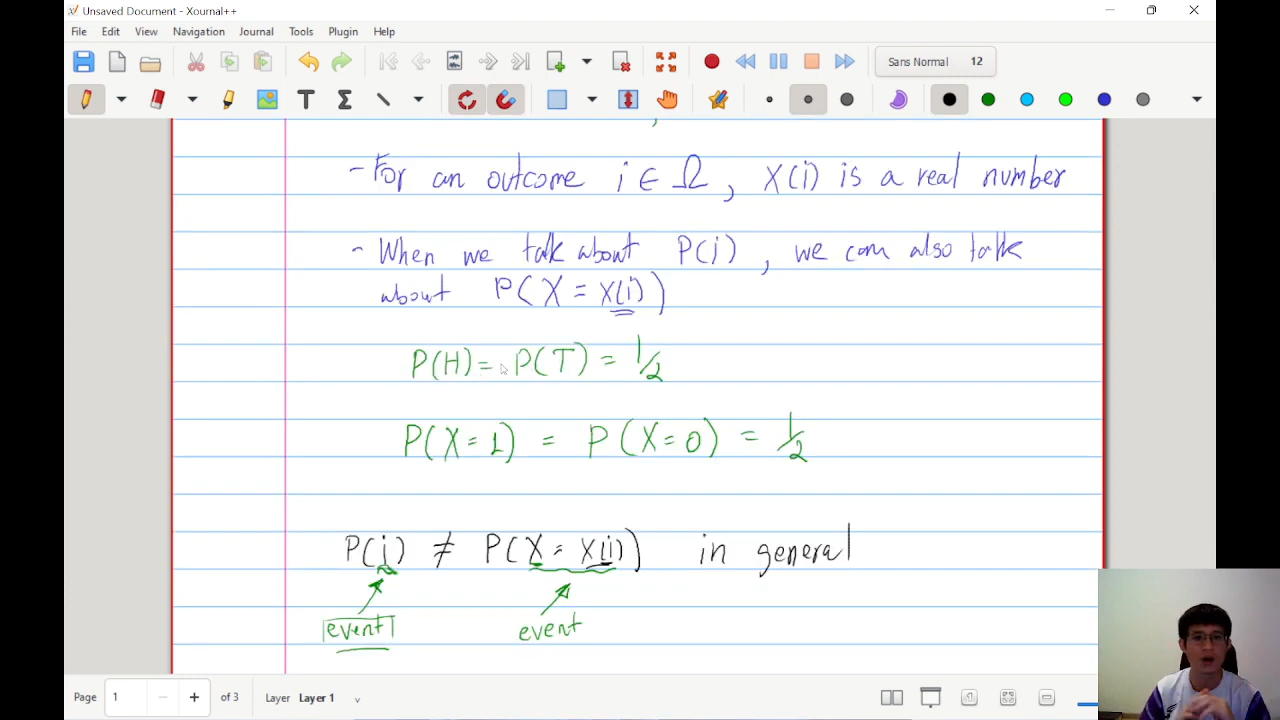 Unsaved Document - Xournal++
File Edit View Navigation Journal Tools Plugin Help
Sans Normal 12
- For an outcome i ∈ Ω, X(i) is a real number
- When we talk about P(i), we can also talk
about P(X = X(i))
P(H) = P(T) = 1/2
P(X=1) = P(X=0) = 1/2
P(i) ≠ P(X = X(i)) in general
event event
Page 1 of 3 Layer Layer 1